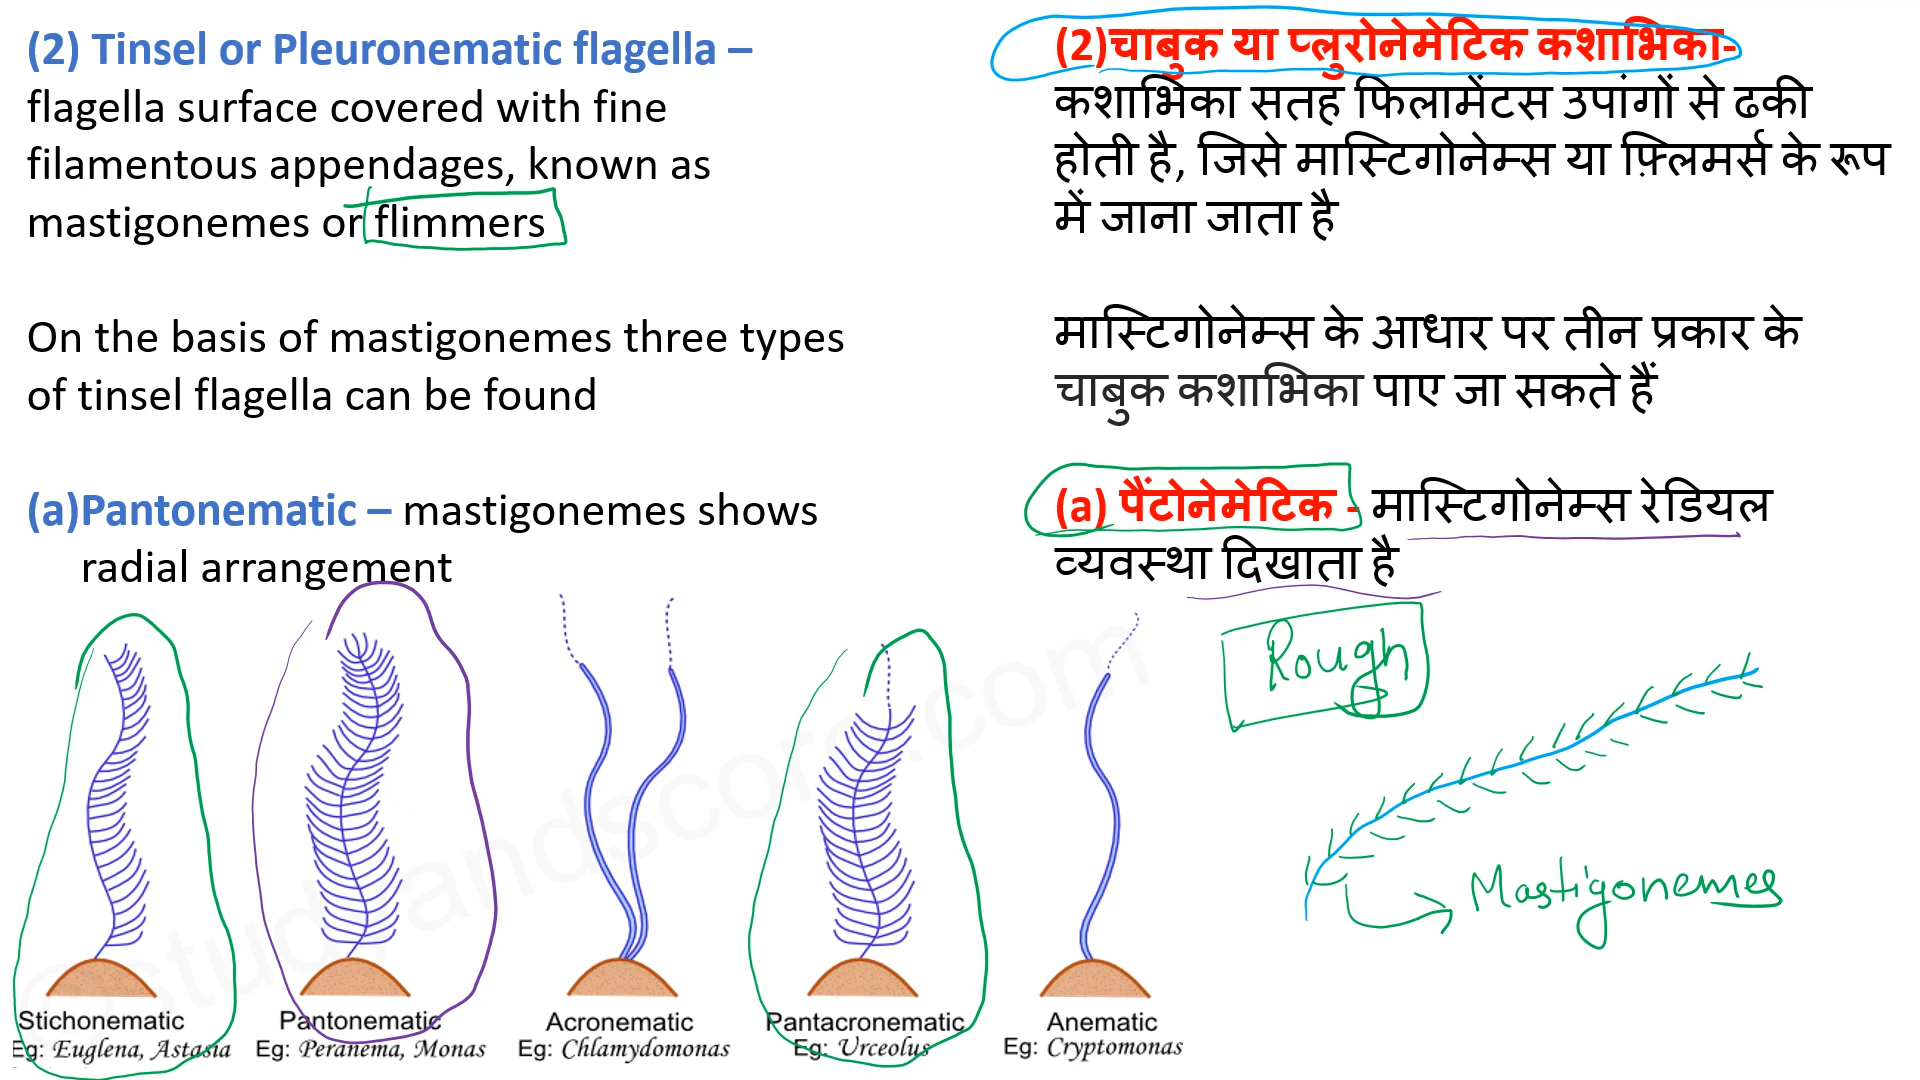 (2) Tinsel or Pleuronematic flagella –
flagella surface covered with fine
filamentous appendages, known as
mastigonemes or flimmers
On the basis of mastigonemes three types
of tinsel flagella can be found
(a)Pantonematic – mastigonemes shows
radial arrangement
(2)चाबुक या प्लुरोनेमेटिक कशाभिका-
कशाभिका सतह फिलामेंटस उपांगों से ढकी
होती है, जिसे मास्टिगोनेम्स या फ़्लिमर्स के रूप
में जाना जाता है
मास्टिगोनेम्स के आधार पर तीन प्रकार के
चाबुक कशाभिका पाए जा सकते हैं
(a) पैंटोनेमेटिक - मास्टिगोनेम्स रेडियल
व्यवस्था दिखाता है
Rough
Mastigonemes
Stichonematic
Eg: Euglena, Astasia
Pantonematic
Eg: Peranema, Monas
Acronematic
Eg: Chlamydomonas
Pantacronematic
Eg: Urceolus
Anematic
Eg: Cryptomonas
studyandscore.com